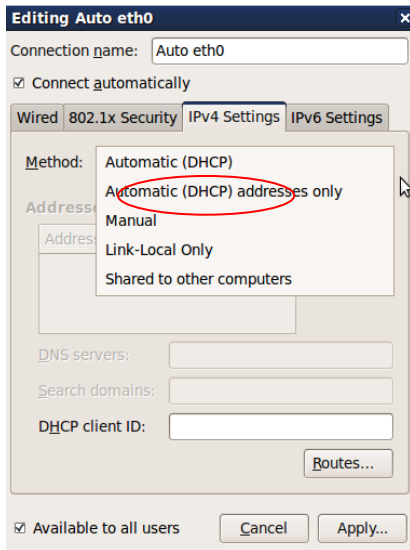 Editing Auto eth0 x
Connection name: Auto eth0
Connect automatically
Wired 802.1x Security IPv4 Settings IPv6 Settings
Method: Automatic (DHCP)
Automatic (DHCP) addresses only
Addresse
Manual
Addres
Link-Local Only
Shared to other computers
DNS servers:
Search domains:
DHCP client ID:
Routes...
Available to all users Cancel Apply...